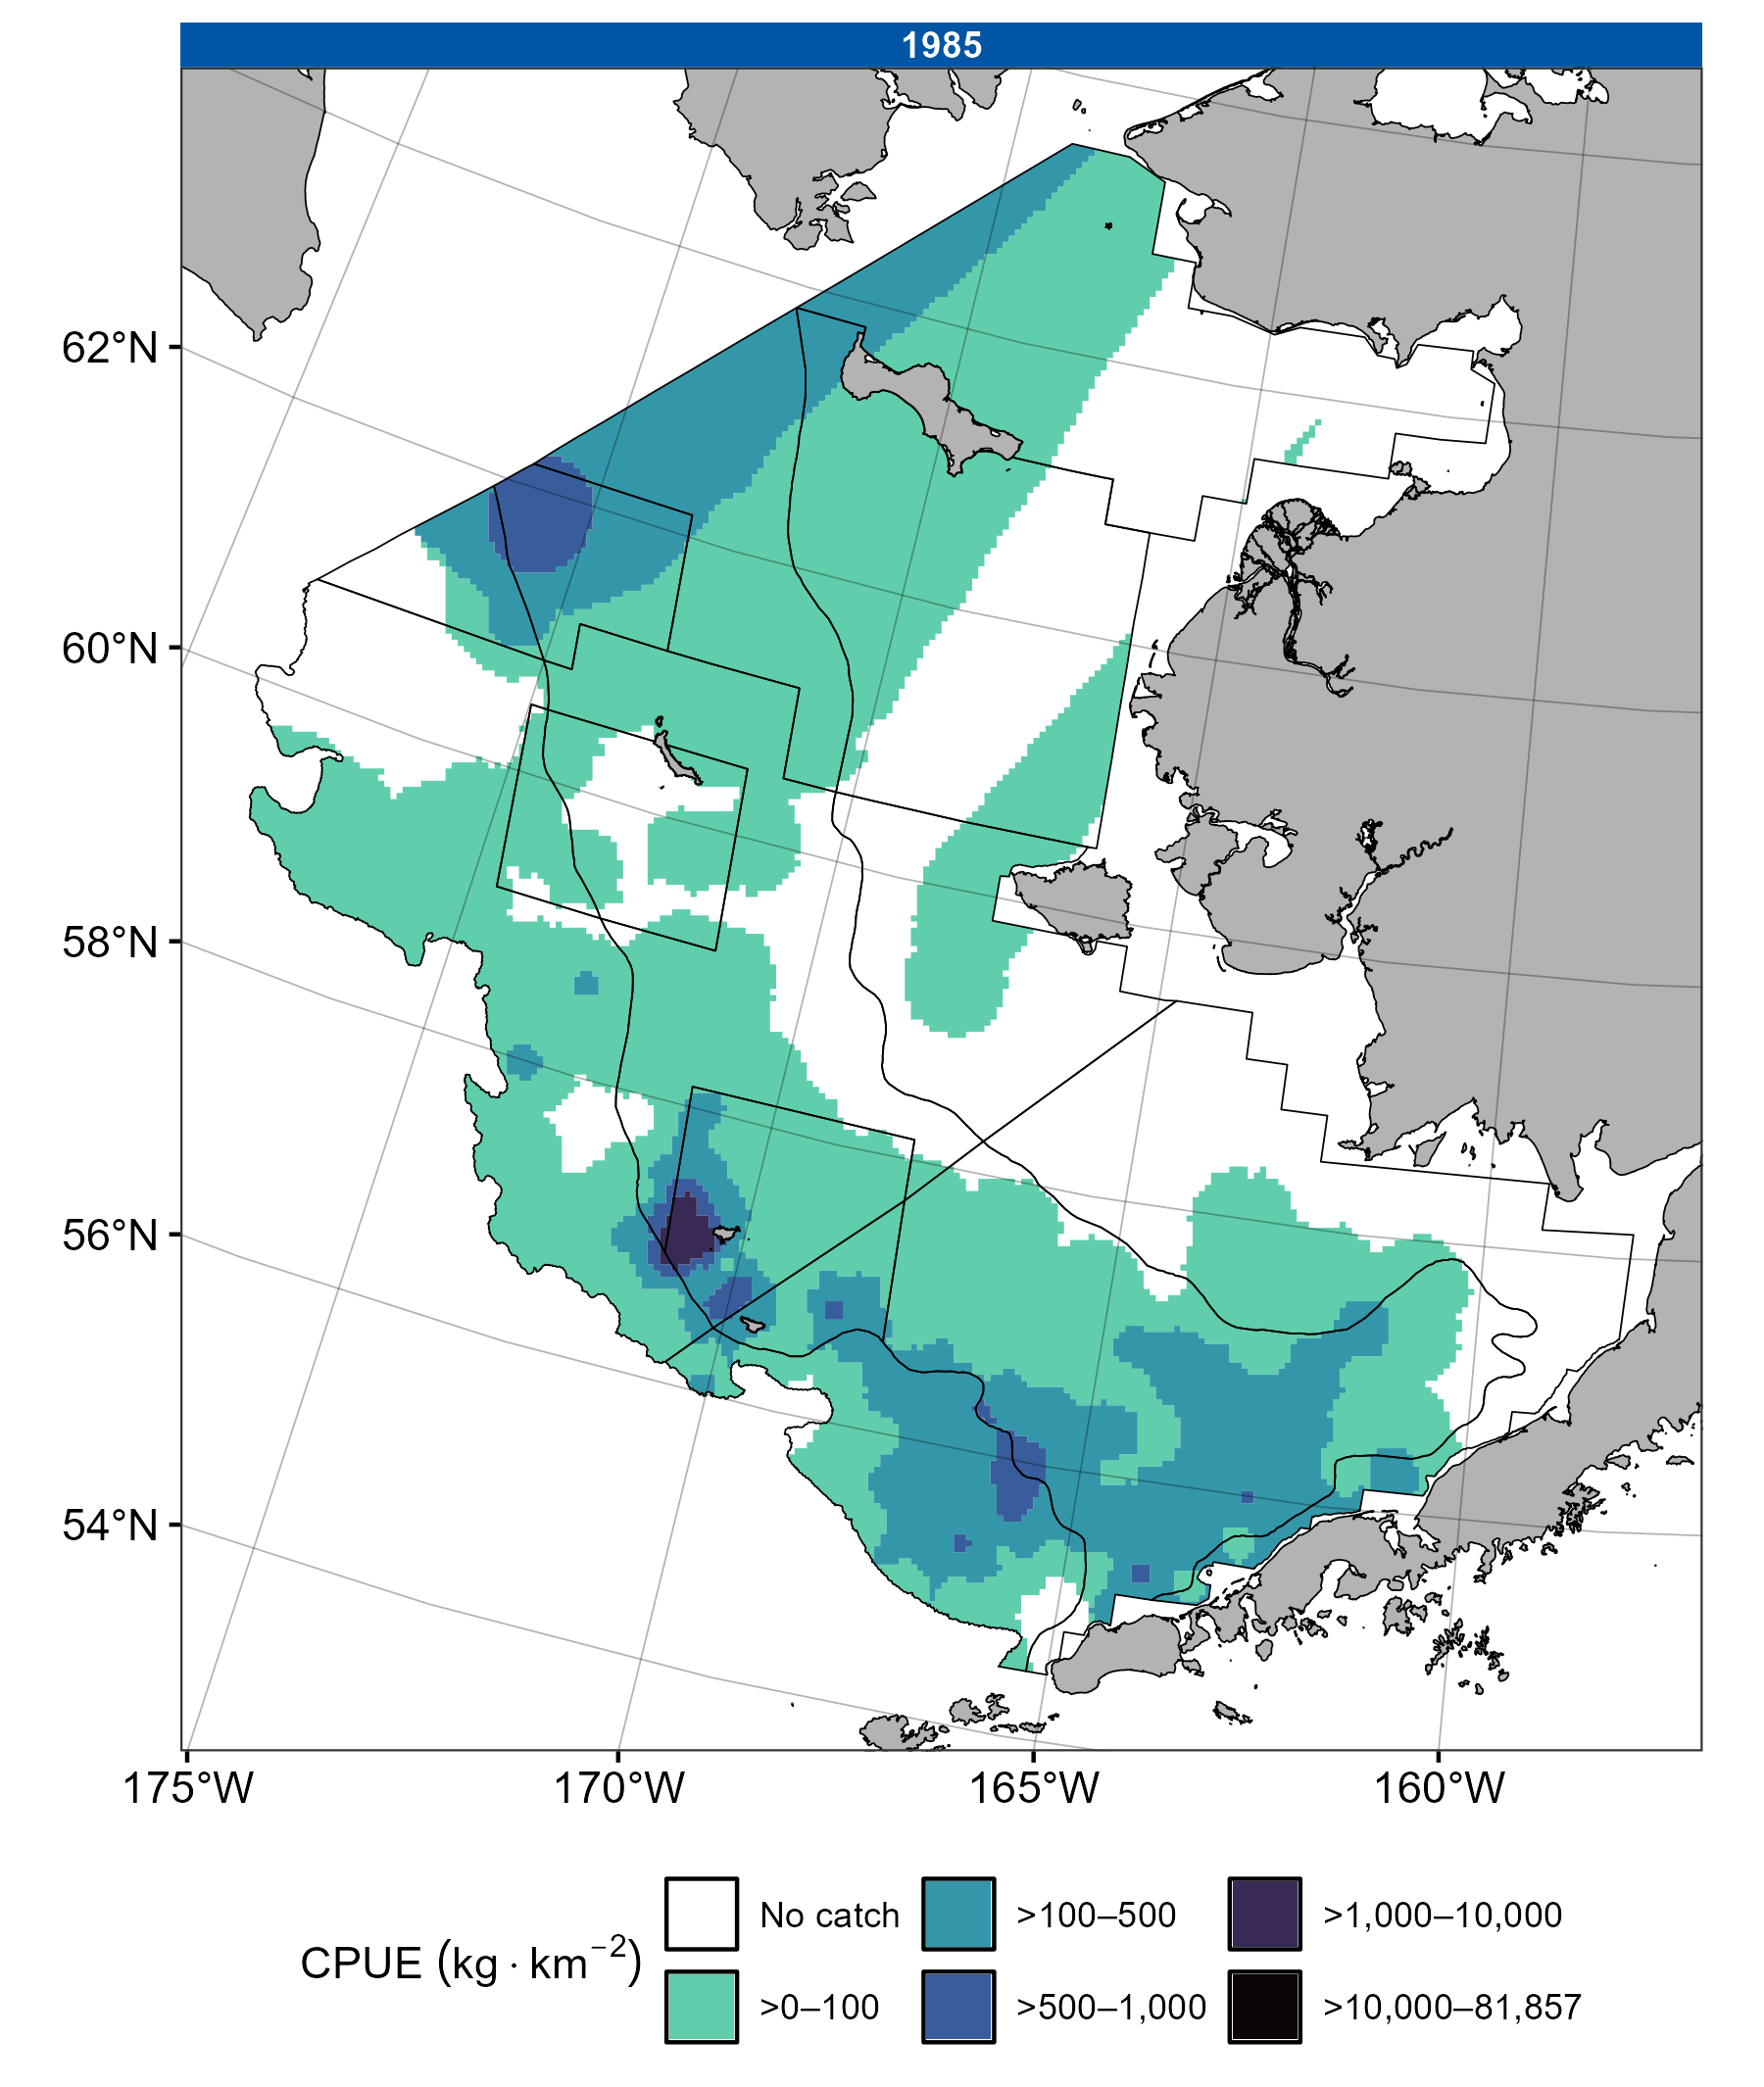 1985
62°N
60°N
58°N
56°N
54°N
175°W 170°W 165°W 160°W
CPUE (kg · km⁻²)
No catch >100–500 >1,000–10,000
>0–100 >500–1,000 >10,000–81,857